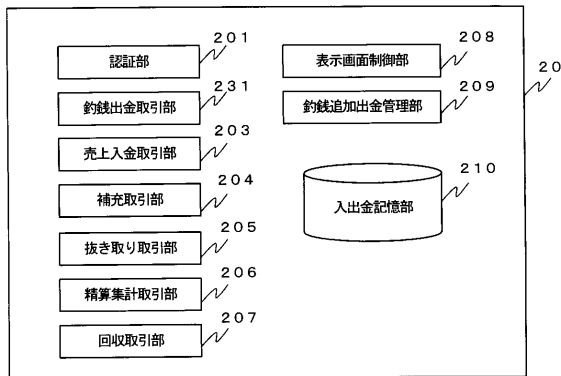 認証部
201
釣銭出金取引部
231
売上入金取引部
203
補充取引部
204
抜き取り取引部
205
精算集計取引部
206
回収取引部
207
表示画面制御部
208
釣銭追加出金管理部
209
入出金記憶部
210
20